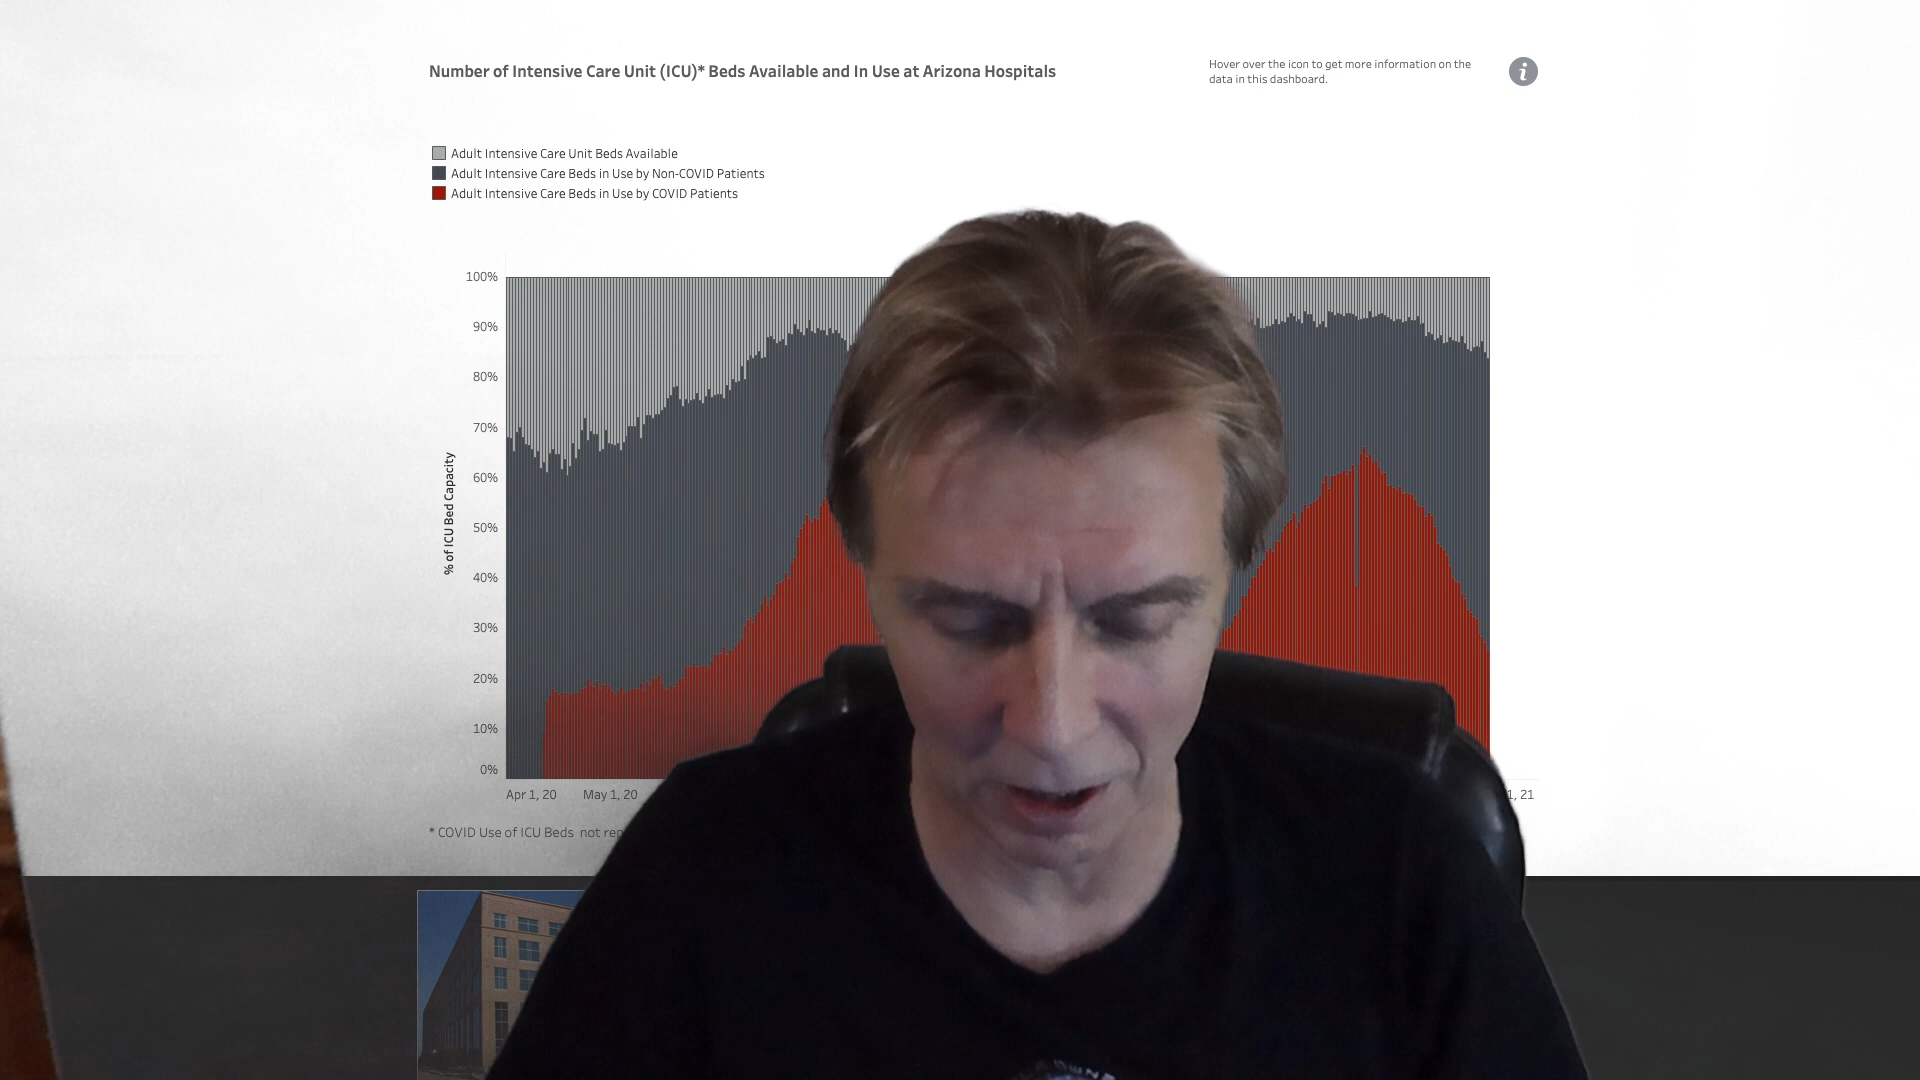 Number of Intensive Care Unit (ICU)* Beds Available and In Use at Arizona Hospitals
Hover over the icon to get more information on the
data in this dashboard.
i
Adult Intensive Care Unit Beds Available
Adult Intensive Care Beds in Use by Non-COVID Patients
Adult Intensive Care Beds in Use by COVID Patients
100%
90%
80%
70%
60%
50%
40%
30%
20%
10%
0%
% of ICU Bed Capacity
Apr 1, 20 May 1, 20 1, 21
* COVID Use of ICU Beds not rep